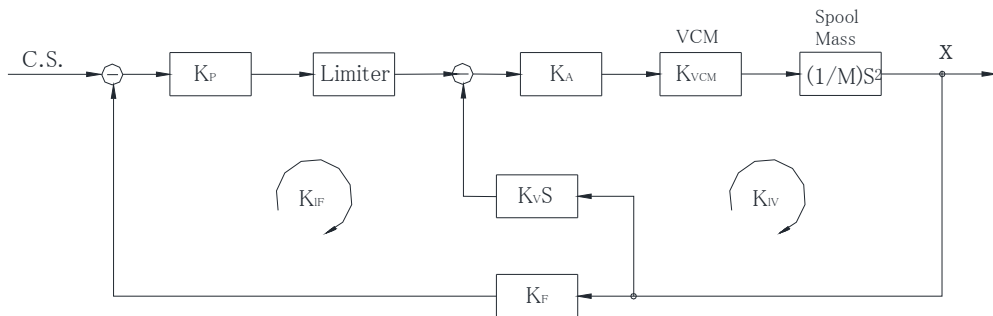 Spool
Mass
VCM
X
C.S.
−
KP
Limiter
−
KA
KVCM
(1/M)S²
KIF
KVS
KIV
KF